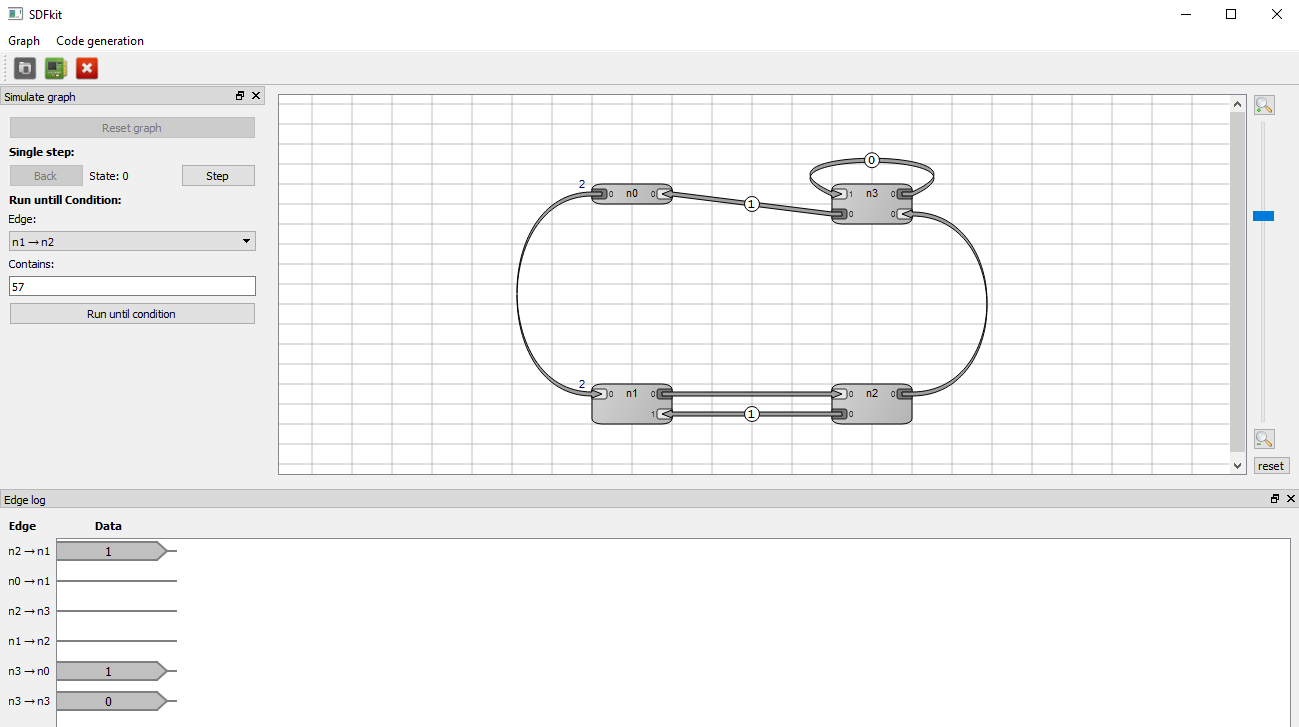 SDFkit
Graph Code generation
Simulate graph
Reset graph
Single step:
Back State: 0 Step
Run untill Condition:
Edge:
n1 → n2
Contains:
57
Run until condition
0
2
0 n0 0
1
1 n3 0
0 0
2
0 n1 0
1
1
0 n2 0
0
reset
Edge log
Edge Data
n2 → n1 1
n0 → n1
n2 → n3
n1 → n2
n3 → n0 1
n3 → n3 0